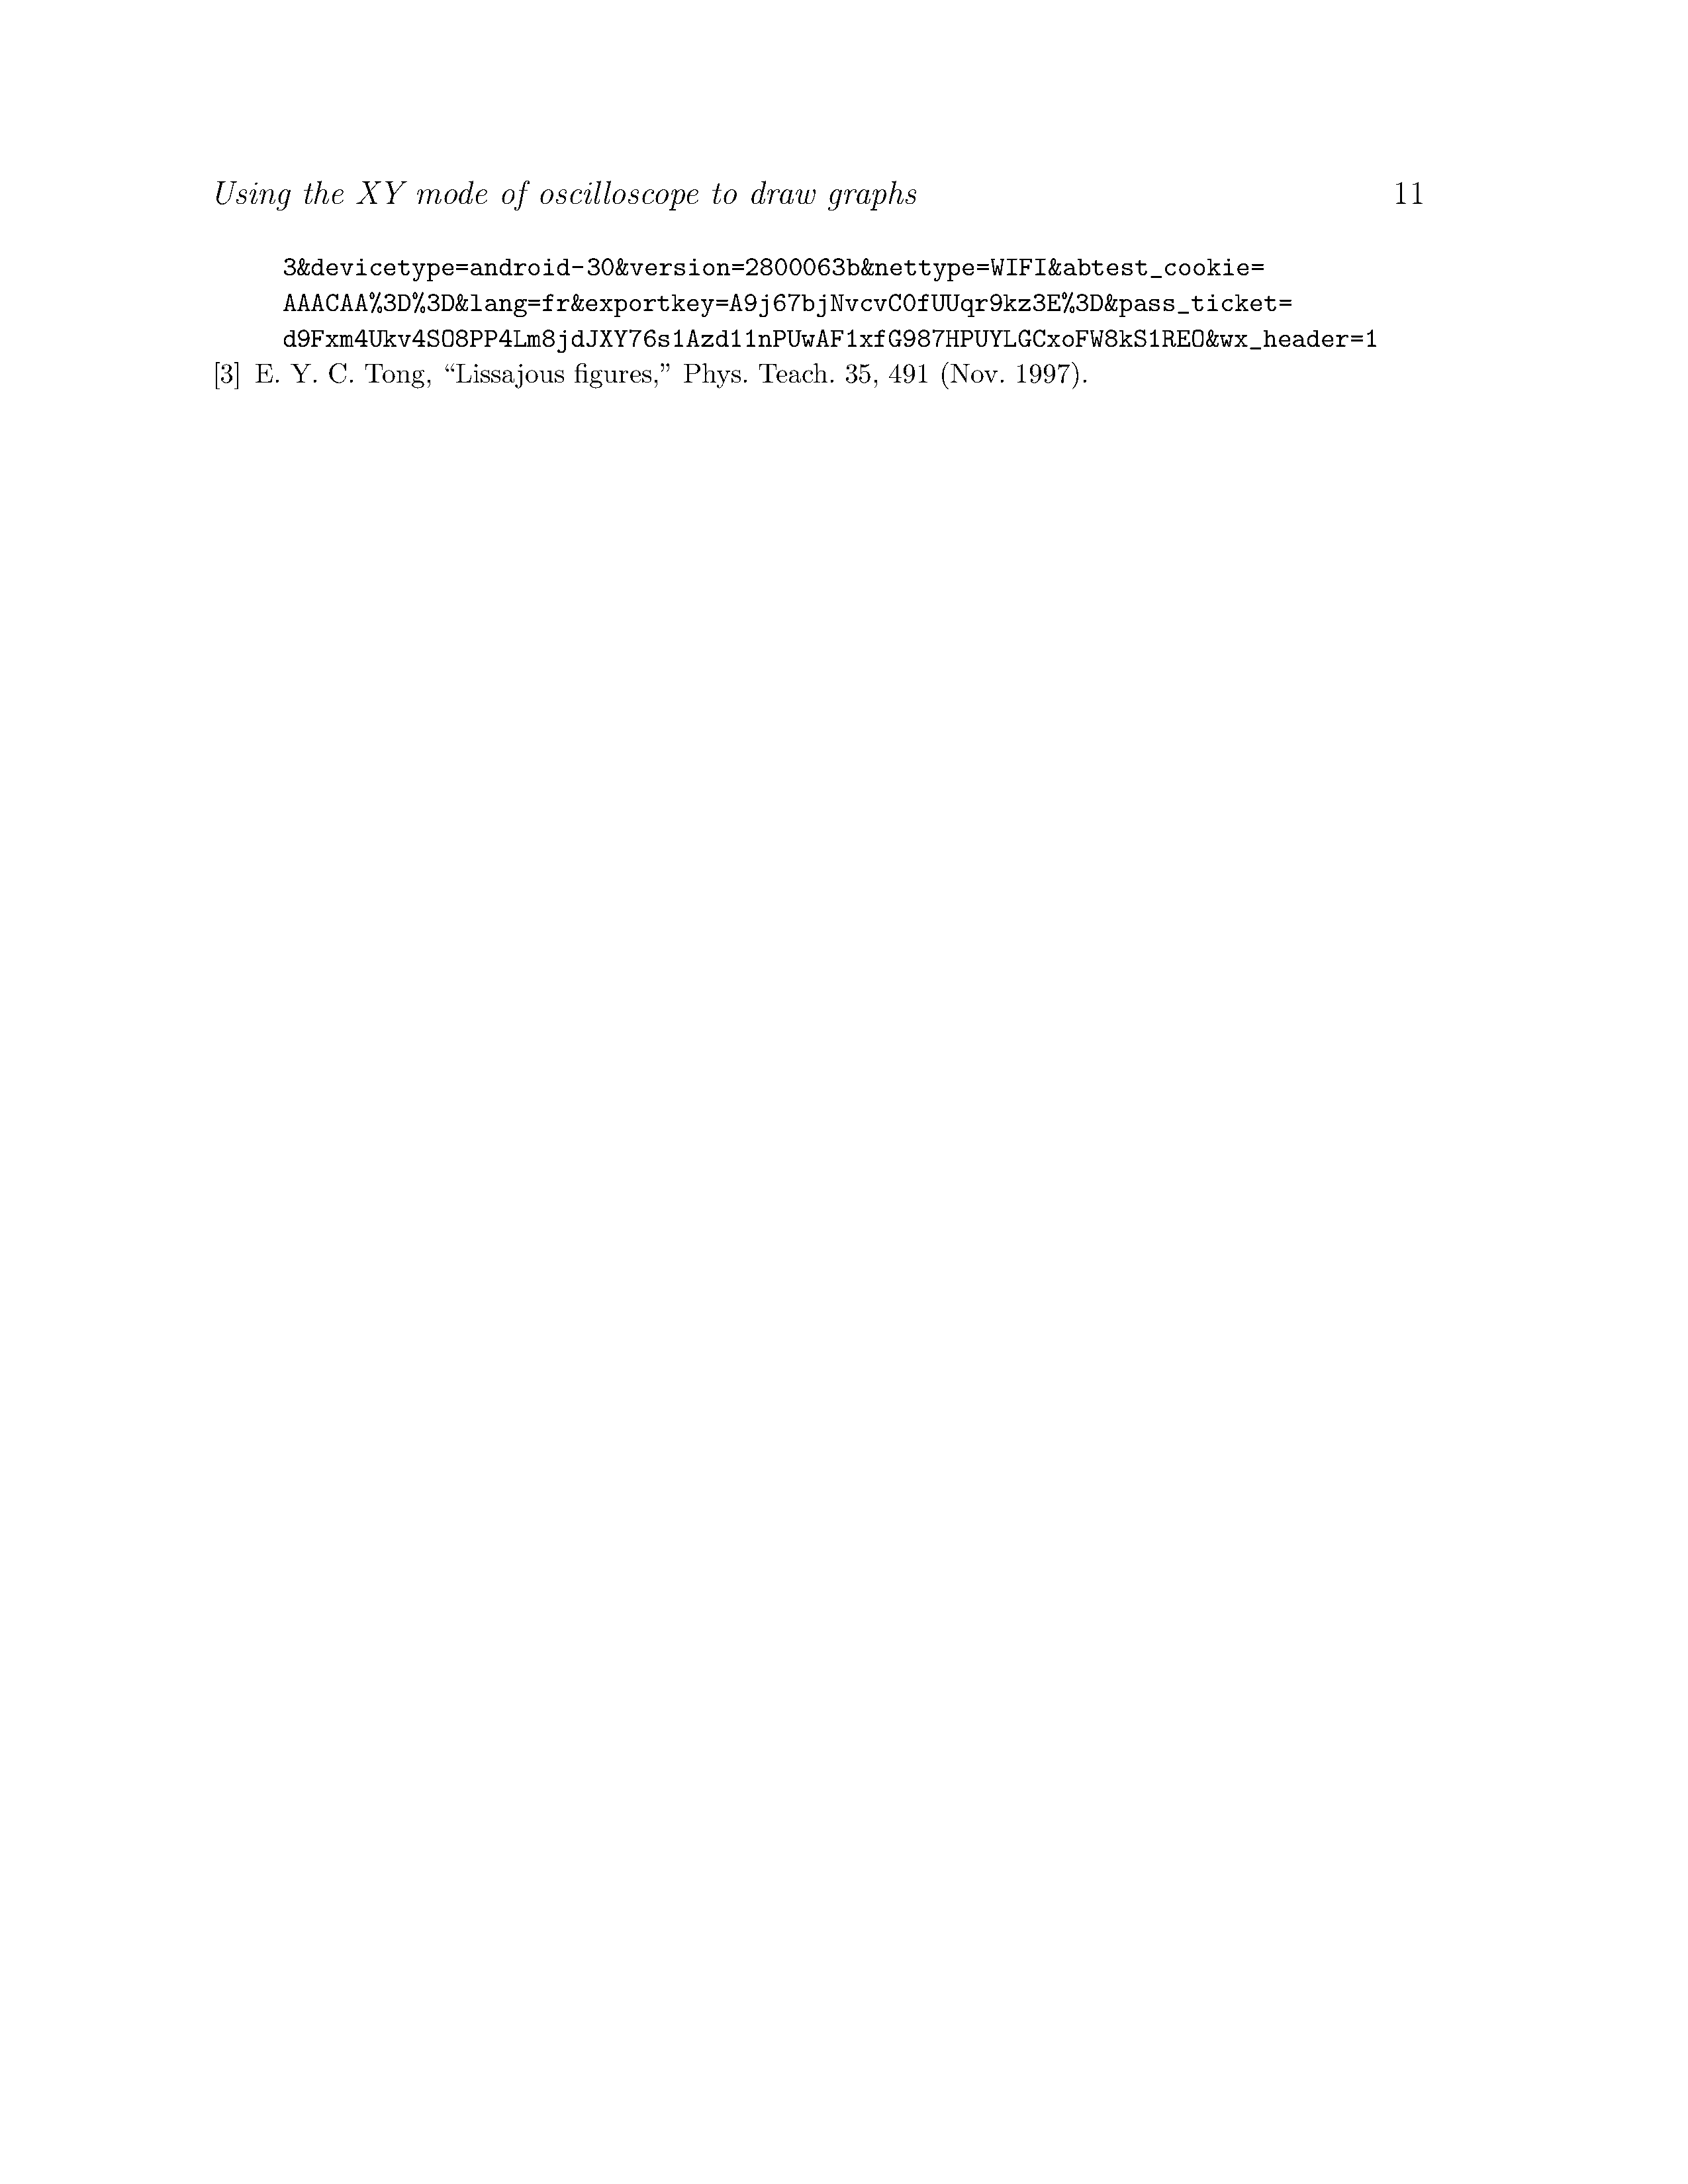 Using the XY mode of oscilloscope to draw graphs 11
3&devicetype=android-30&version=2800063b&nettype=WIFI&abtest_cookie=
AAACAA%3D%3D&lang=fr&exportkey=A9j67bjNvcvC0fUUqr9kz3E%3D&pass_ticket=
d9Fxm4Ukv4SO8PP4Lm8jdJXY76s1Azd11nPUwAF1xfG987HPUYLGCxoFW8kS1REO&wx_header=1
[3] E. Y. C. Tong, “Lissajous figures,” Phys. Teach. 35, 491 (Nov. 1997).